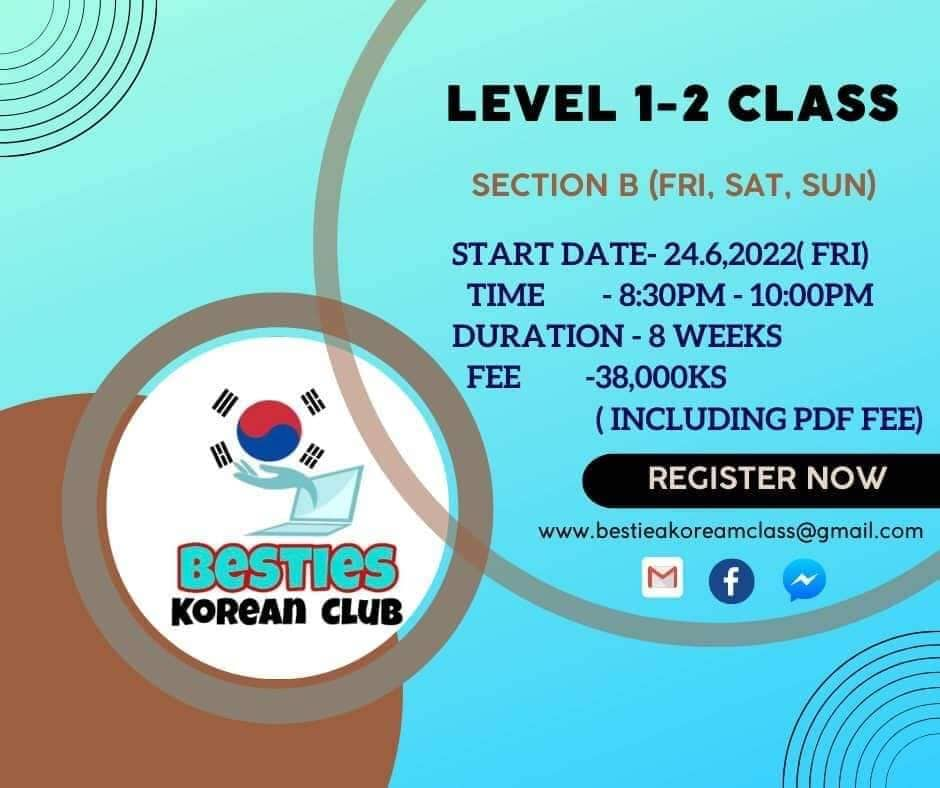 LEVEL 1-2 CLASS
SECTION B (FRI, SAT, SUN)
START DATE- 24.6,2022( FRI)
TIME - 8:30PM - 10:00PM
DURATION - 8 WEEKS
FEE -38,000KS
( INCLUDING PDF FEE)
REGISTER NOW
www.bestieakoreamclass@gmail.com
BESTIES
KOREAN CLUB